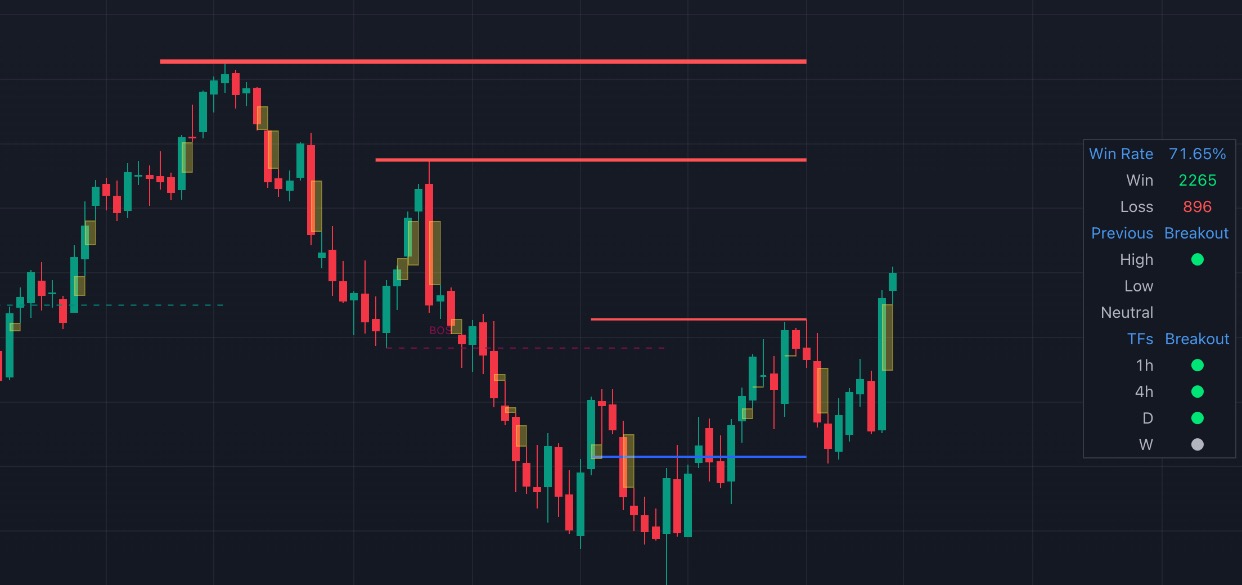 BOS
Win Rate 71.65%
Win 2265
Loss 896
Previous Breakout
High
Low
Neutral
TFs Breakout
1h
4h
D
W